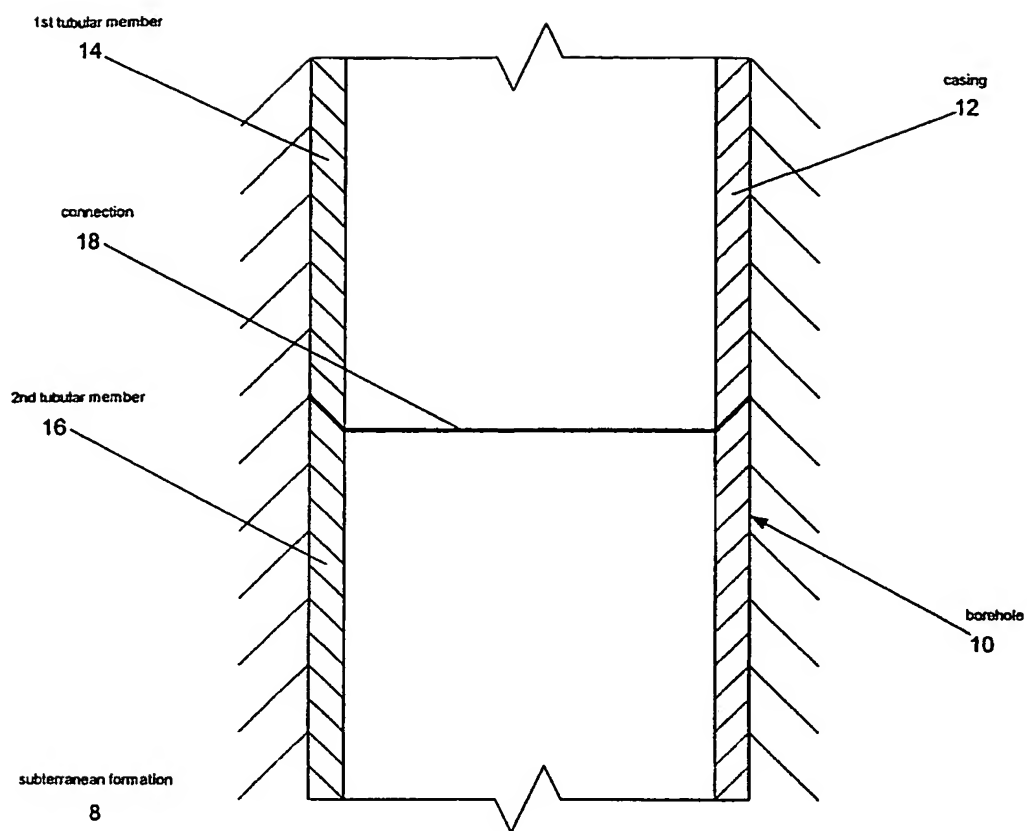 1st tubular member
14
casing
12
connection
18
2nd tubular member
16
borehole
10
subterranean formation
8